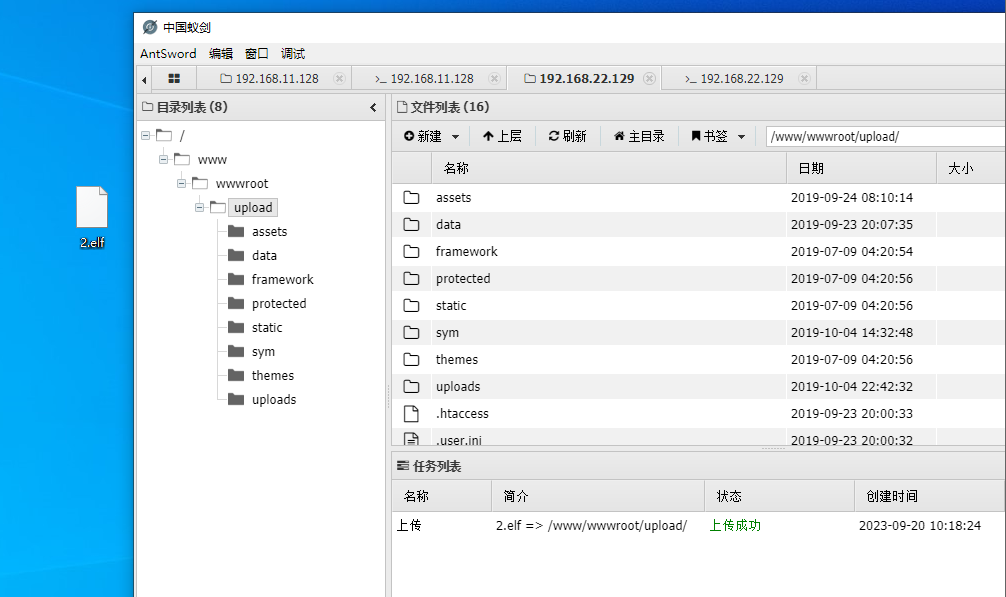 中国蚁剑
AntSword 编辑 窗口 调试
192.168.11.128 >_ 192.168.11.128 192.168.22.129 >_ 192.168.22.129
目录列表 (8)
/
www
wwwroot
upload
assets
data
framework
protected
static
sym
themes
uploads
2.elf
文件列表 (16)
新建 上层 刷新 主目录 书签 /www/wwwroot/upload/
名称 日期 大小
assets 2019-09-24 08:10:14
data 2019-09-23 20:07:35
framework 2019-07-09 04:20:54
protected 2019-07-09 04:20:56
static 2019-07-09 04:20:56
sym 2019-10-04 14:32:48
themes 2019-07-09 04:20:56
uploads 2019-10-04 22:42:32
.htaccess 2019-09-23 20:00:33
.user.ini 2019-09-23 20:00:32
任务列表
名称 简介 状态 创建时间
上传 2.elf => /www/wwwroot/upload/ 上传成功 2023-09-20 10:18:24